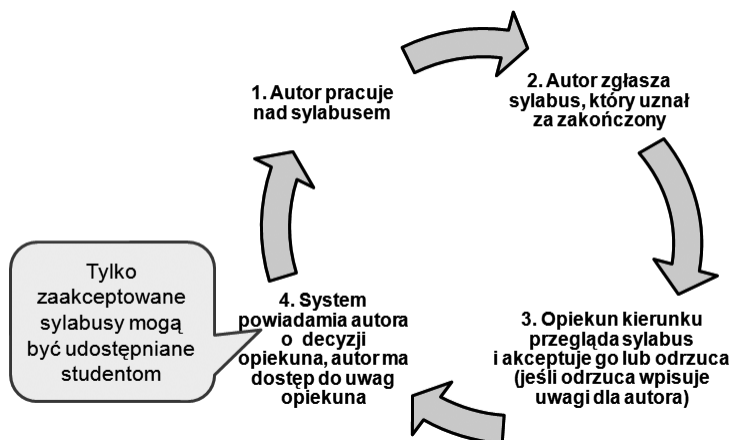 1. Autor pracuje
nad sylabusem
2. Autor zgłasza
sylabus, który uznał
za zakończony
3. Opiekun kierunku
przegląda sylabus
i akceptuje go lub odrzuca
(jeśli odrzuca wpisuje
uwagi dla autora)
4. System
powiadamia autora
o decyzji
opiekuna, autor ma
dostęp do uwag
opiekuna
Tylko
zaakceptowane
sylabusy mogą
być udostępniane
studentom